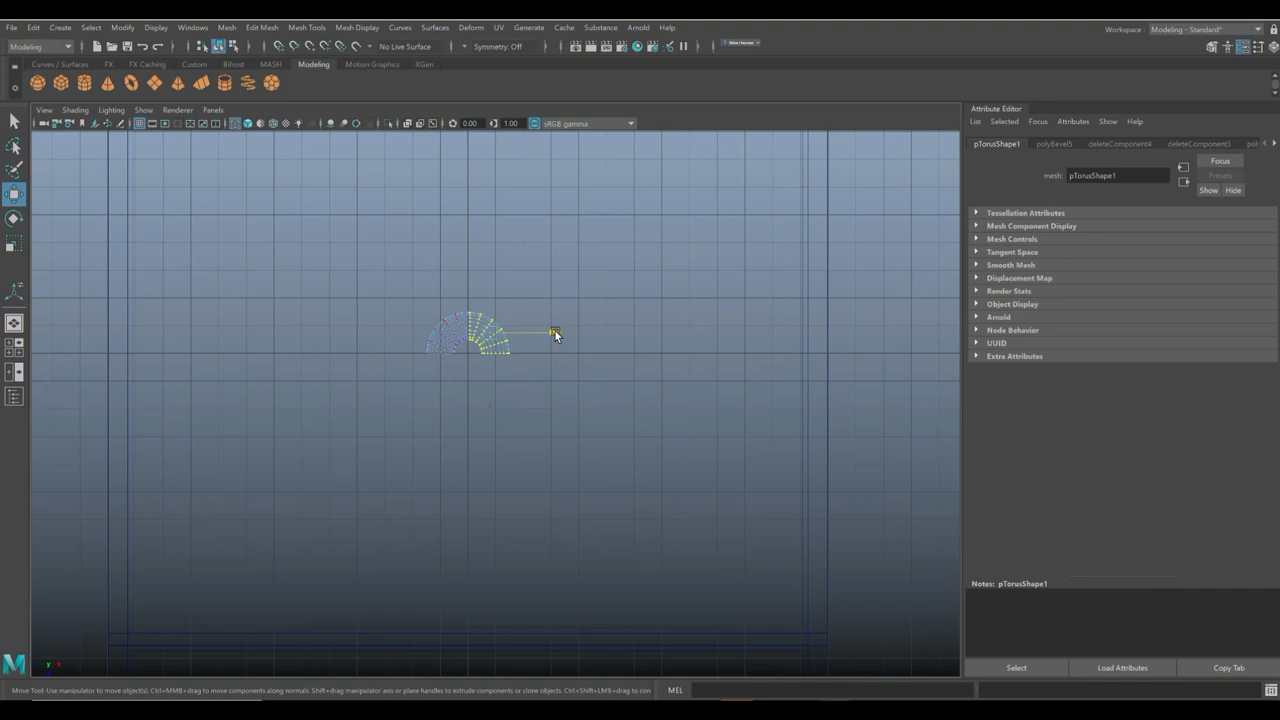 File Edit Create Select Modify Display Windows Mesh Edit Mesh Mesh Tools Mesh Display Curves Surfaces Deform UV Generate Cache Substance Arnold Help
Workspace: Modeling - Standard*
Modeling No Live Surface Symmetry: Off
Curves / Surfaces FX FX Caching Custom Bifrost MASH Modeling Motion Graphics XGen
View Shading Lighting Show Renderer Panels
0.00 1.00 sRGB gamma
Attribute Editor
List Selected Focus Attributes Show Help
pTorusShape1 polyBevel5 deleteComponent4 deleteComponent3
Focus
mesh: pTorusShape1 Presets
Show Hide
Tessellation Attributes
Mesh Component Display
Mesh Controls
Tangent Space
Smooth Mesh
Displacement Map
Render Stats
Object Display
Arnold
Node Behavior
UUID
Extra Attributes
Notes: pTorusShape1
Select Load Attributes Copy Tab
y x
Move Tool: Use manipulator to move object(s). Ctrl+MMB+drag to move components along normals. Shift+drag manipulator axis or plane handles to extrude components or clone objects. Ctrl+Shift+LMB+drag to con MEL